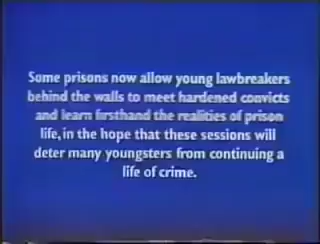 Some prisons now allow young lawbreakers
behind the walls to meet hardened convicts
and learn firsthand the realities of prison
life, in the hope that these sessions will
deter many youngsters from continuing a
life of crime.